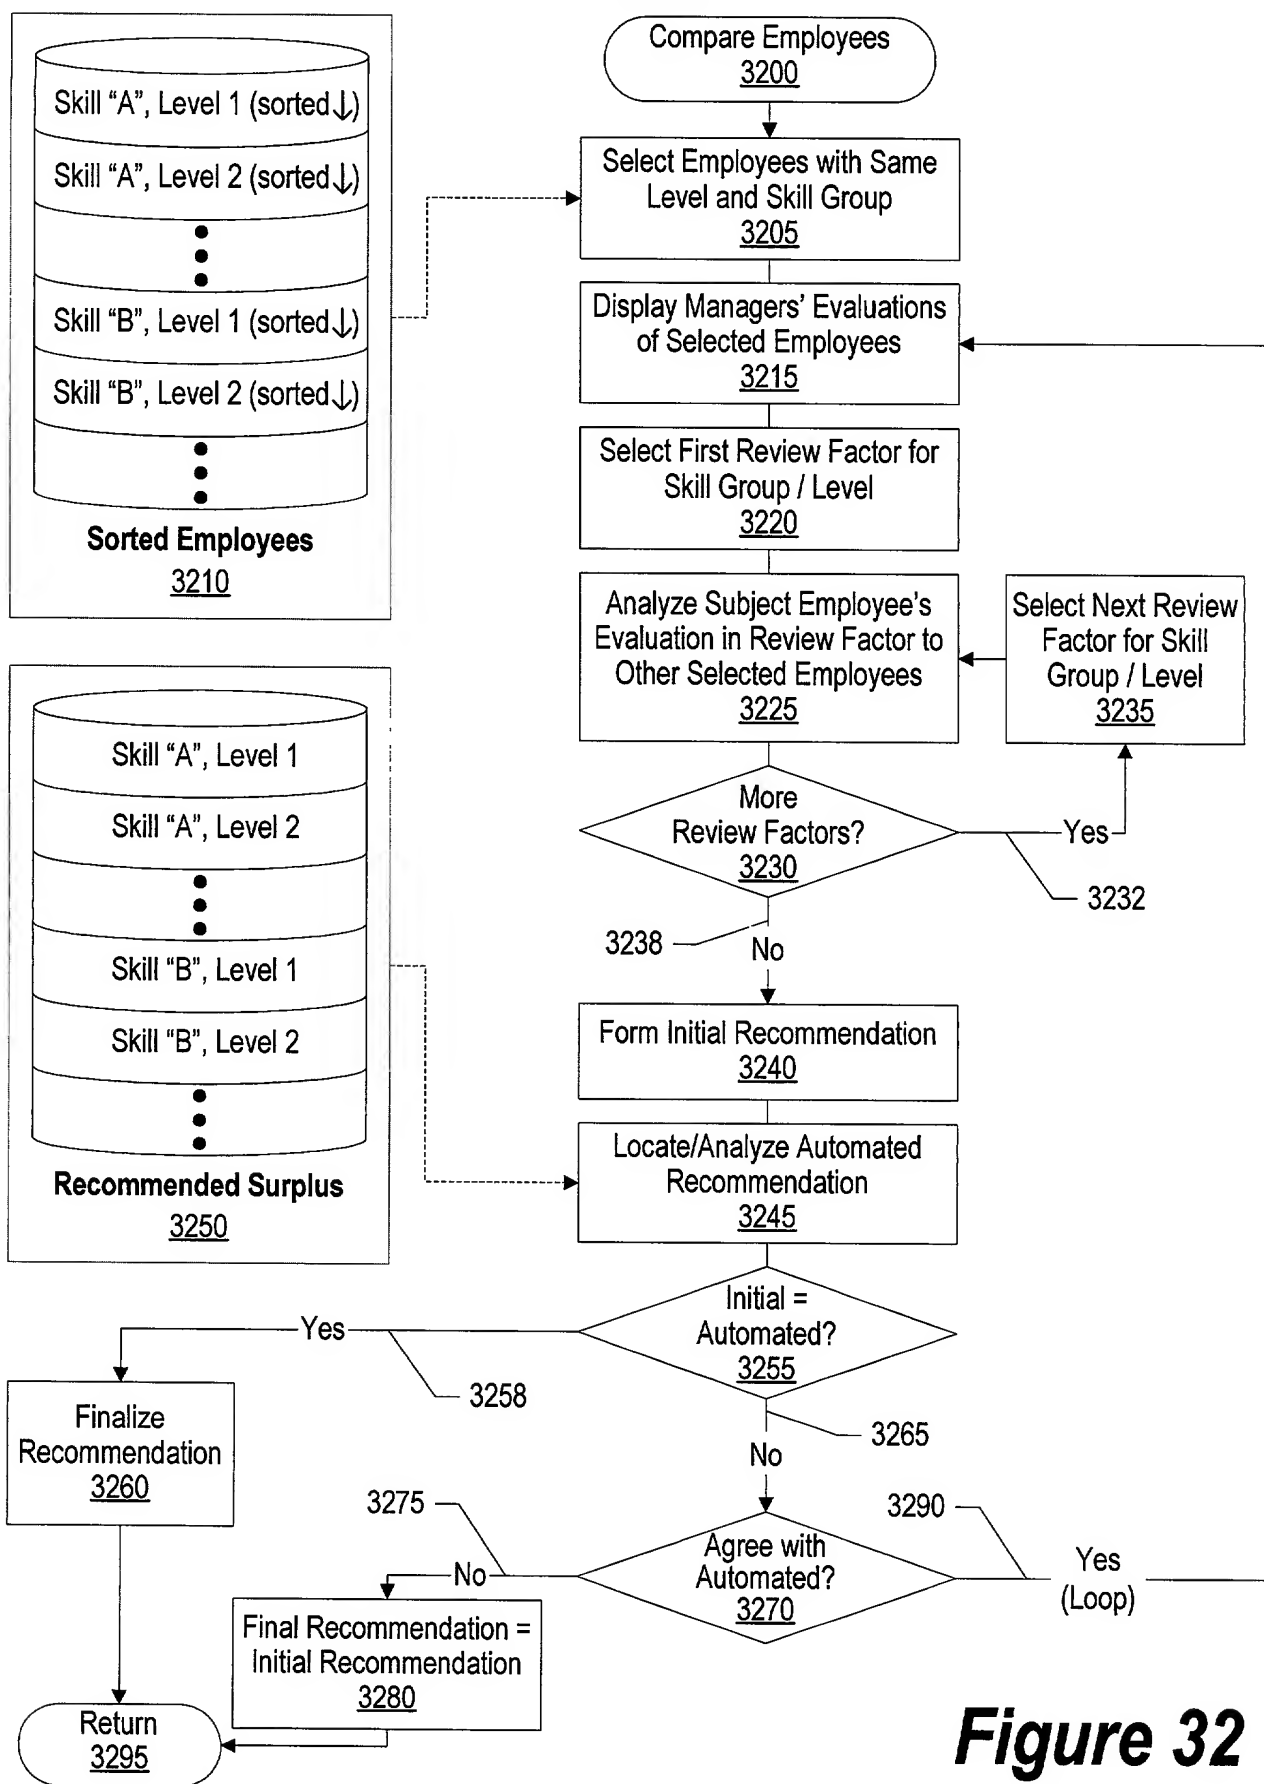 Skill "A", Level 1 (sorted↓)
Skill "A", Level 2 (sorted↓)
Skill "B", Level 1 (sorted↓)
Skill "B", Level 2 (sorted↓)
Sorted Employees
3210
Skill "A", Level 1
Skill "A", Level 2
Skill "B", Level 1
Skill "B", Level 2
Recommended Surplus
3250
Compare Employees
3200
Select Employees with Same
Level and Skill Group
3205
Display Managers' Evaluations
of Selected Employees
3215
Select First Review Factor for
Skill Group / Level
3220
Analyze Subject Employee's
Evaluation in Review Factor to
Other Selected Employees
3225
Select Next Review
Factor for Skill
Group / Level
3235
More
Review Factors?
3230
Yes
3232
3238
No
Form Initial Recommendation
3240
Locate/Analyze Automated
Recommendation
3245
Initial =
Automated?
3255
Yes
3258
3265
No
Finalize
Recommendation
3260
Agree with
Automated?
3270
3275
No
3290
Yes
(Loop)
Final Recommendation =
Initial Recommendation
3280
Return
3295
Figure 32